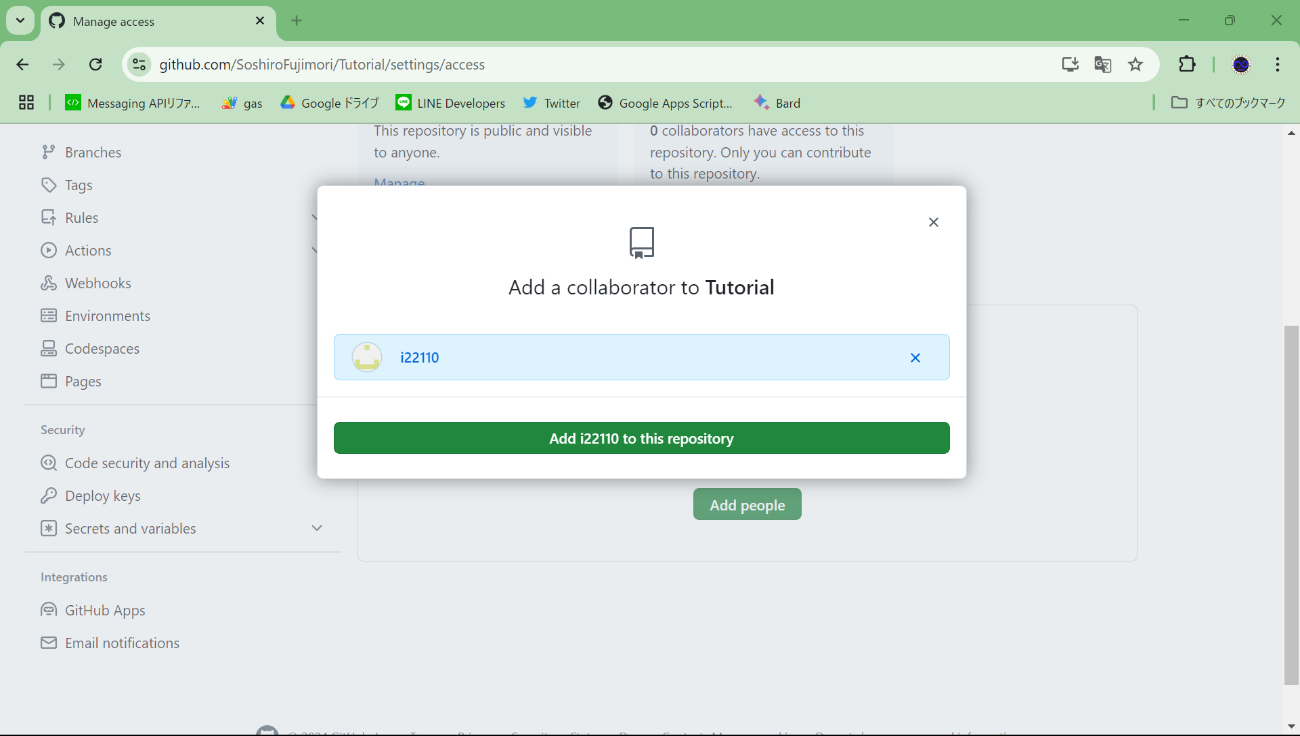 Manage access
github.com/SoshiroFujimori/Tutorial/settings/access
Messaging APIリファ...
gas
Google ドライブ
LINE Developers
Twitter
Google Apps Script...
Bard
すべてのブックマーク
Branches
Tags
Rules
Actions
Webhooks
Environments
Codespaces
Pages
Security
Code security and analysis
Deploy keys
Secrets and variables
Integrations
GitHub Apps
Email notifications
This repository is public and visible
to anyone.
Manage
0 collaborators have access to this
repository. Only you can contribute
to this repository.
Add a collaborator to Tutorial
i22110
Add i22110 to this repository
Add people